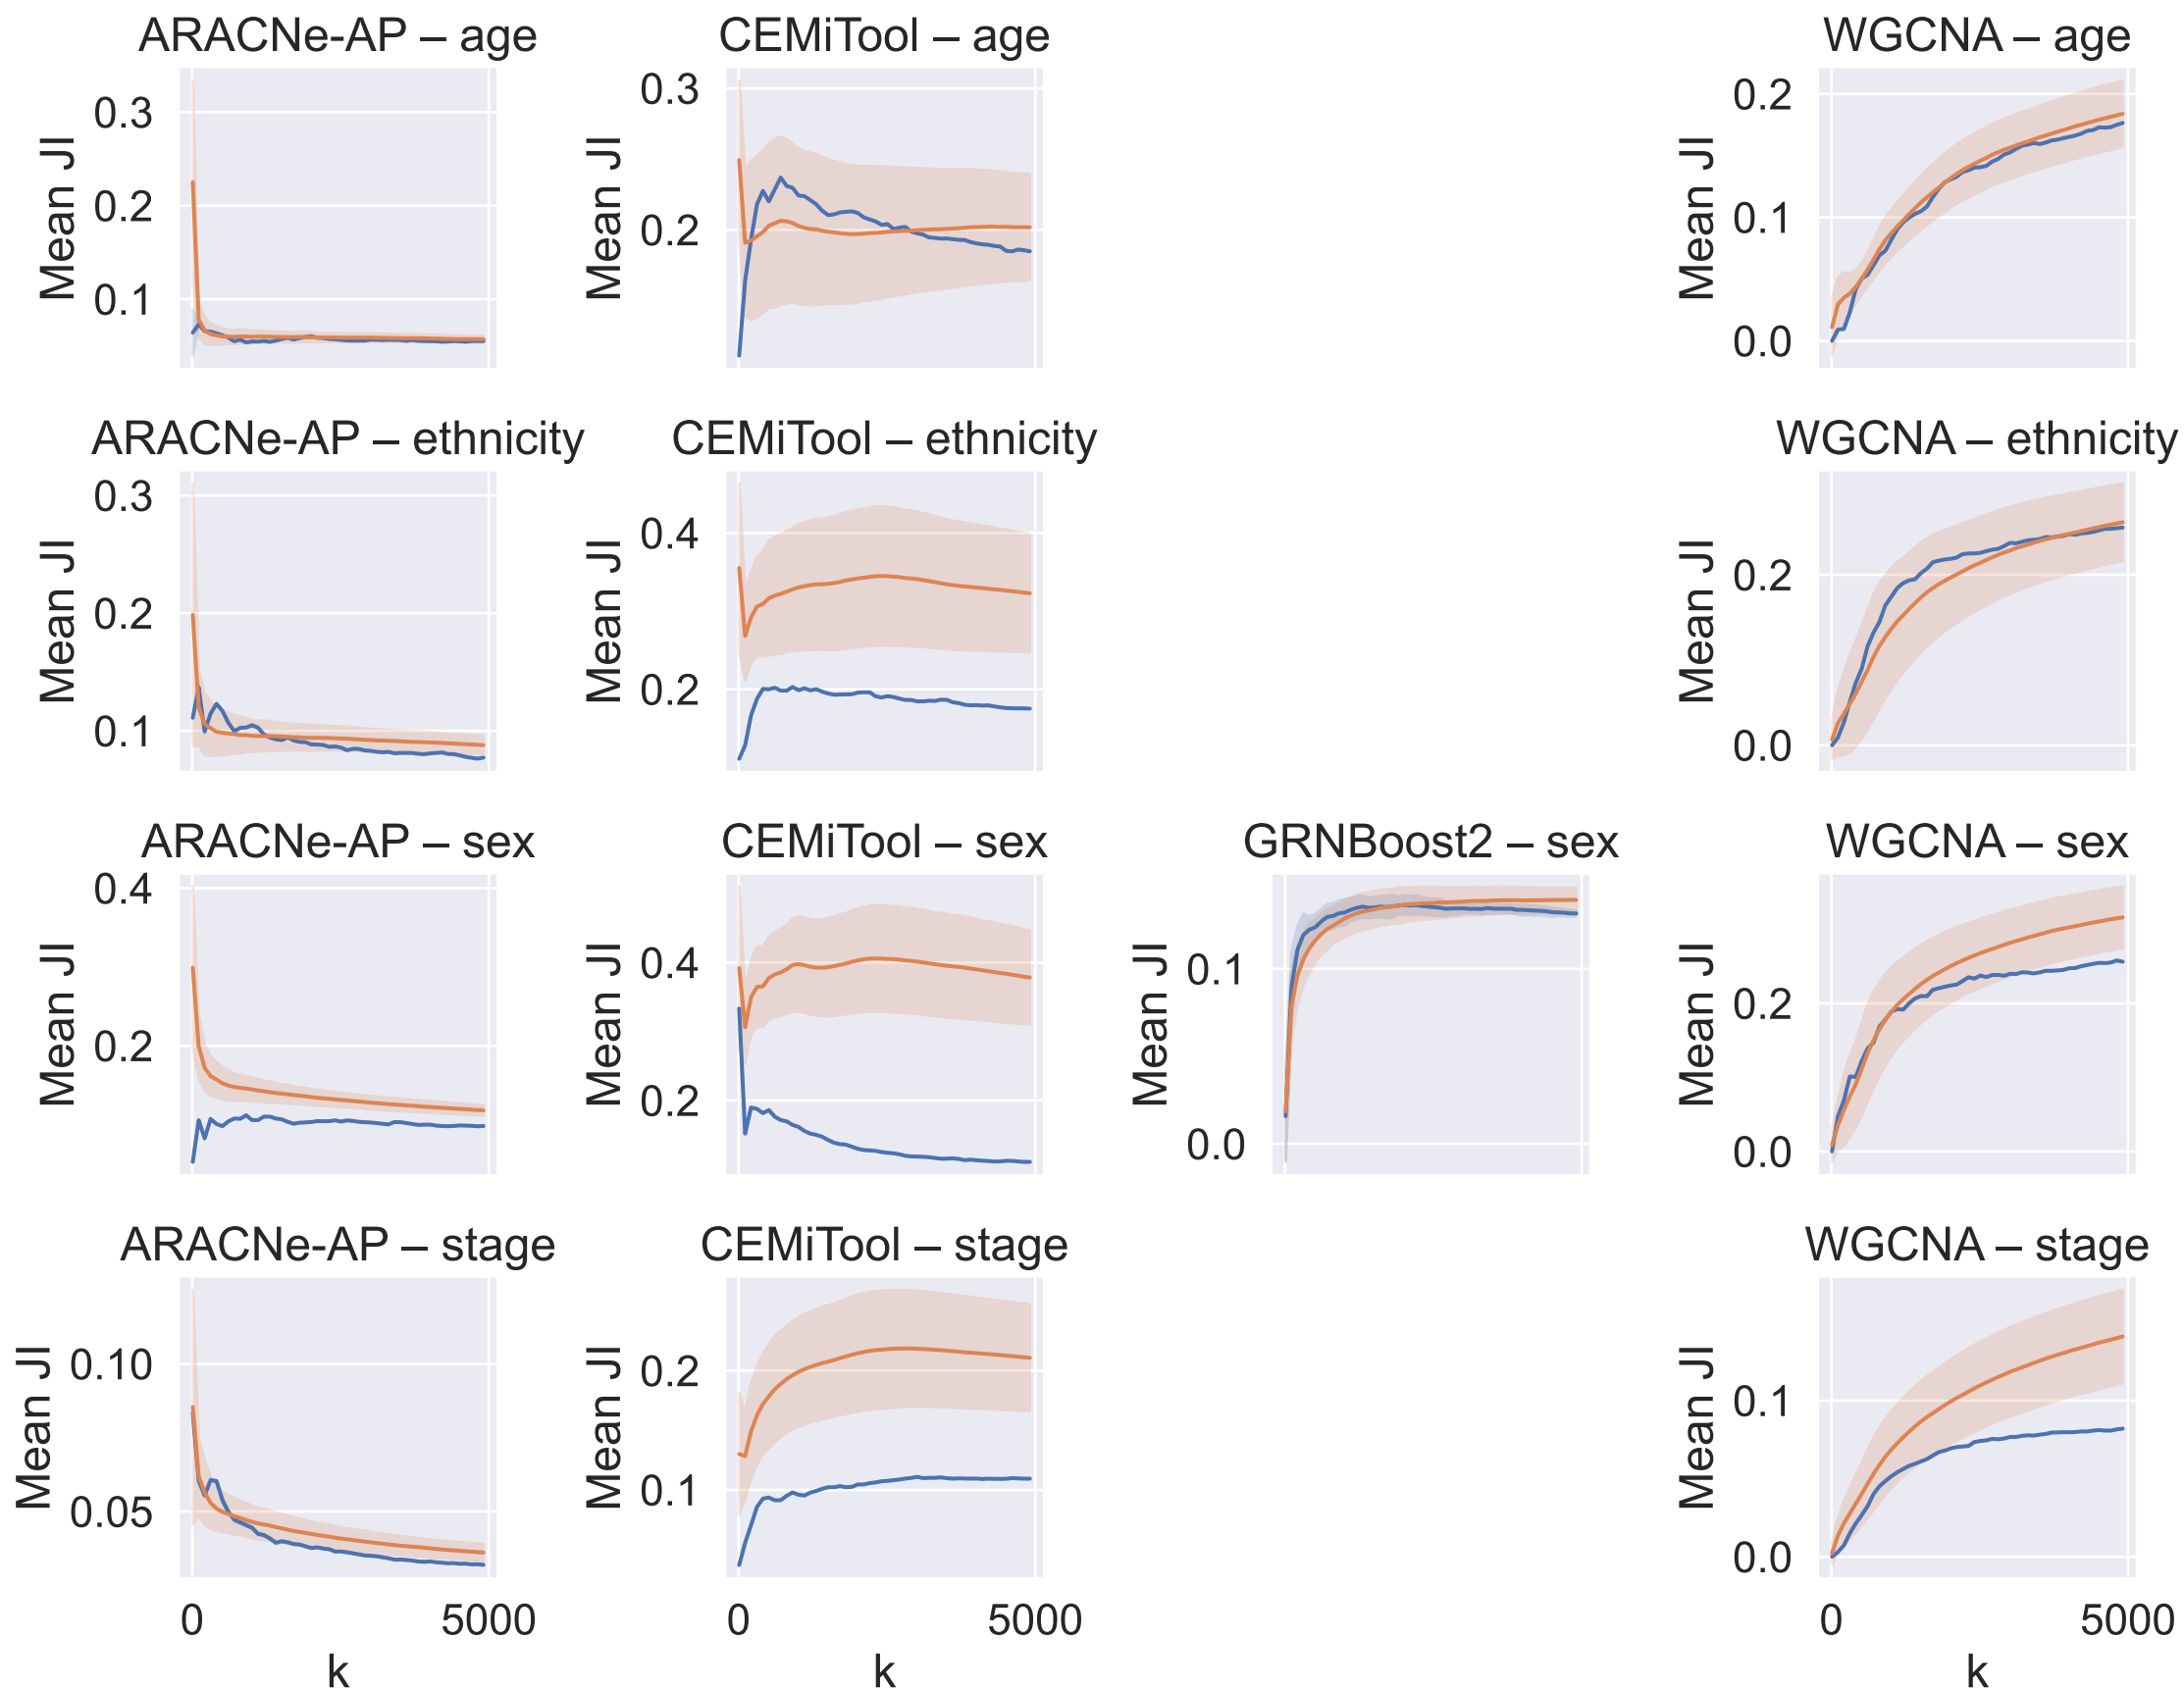 ARACNe-AP – age
CEMiTool – age
WGCNA – age
Mean JI
0.3
0.2
0.1
Mean JI
0.3
0.2
Mean JI
0.2
0.1
0.0
ARACNe-AP – ethnicity
CEMiTool – ethnicity
WGCNA – ethnicity
Mean JI
0.3
0.2
0.1
Mean JI
0.4
0.2
Mean JI
0.2
0.0
ARACNe-AP – sex
CEMiTool – sex
GRNBoost2 – sex
WGCNA – sex
Mean JI
0.4
0.2
Mean JI
0.4
0.2
Mean JI
0.1
0.0
Mean JI
0.2
0.0
ARACNe-AP – stage
CEMiTool – stage
WGCNA – stage
Mean JI
0.10
0.05
Mean JI
0.2
0.1
Mean JI
0.1
0.0
0 5000
0 5000
0 5000
k
k
k